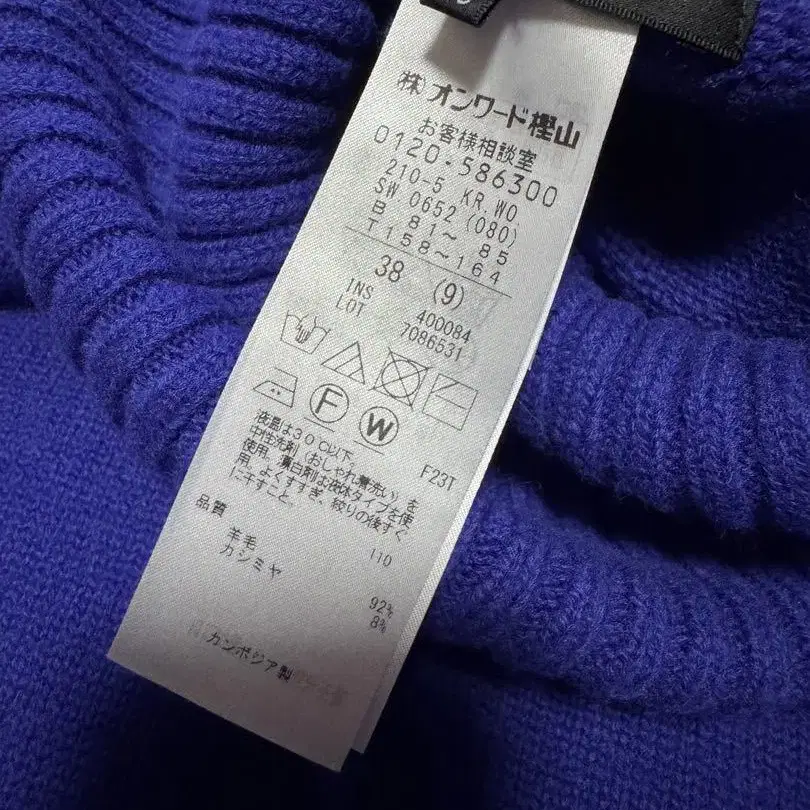 (株)オンワード樫山
お客様相談室
0120-586300
210-5 KR.WO
SW 0652 (080)
B 81～ 85
T158～164
38 (9)
INS 400084
LOT 7086531
F W
F23T
液温は30℃以下、
中性洗剤(おしゃれ着洗い)を
使用、漂白剤は液体タイプを使
用、よくすすぎ、絞りの後すぐ
に干すこと。
110
品質
羊毛 92%
カシミヤ 8%
カンボジア製